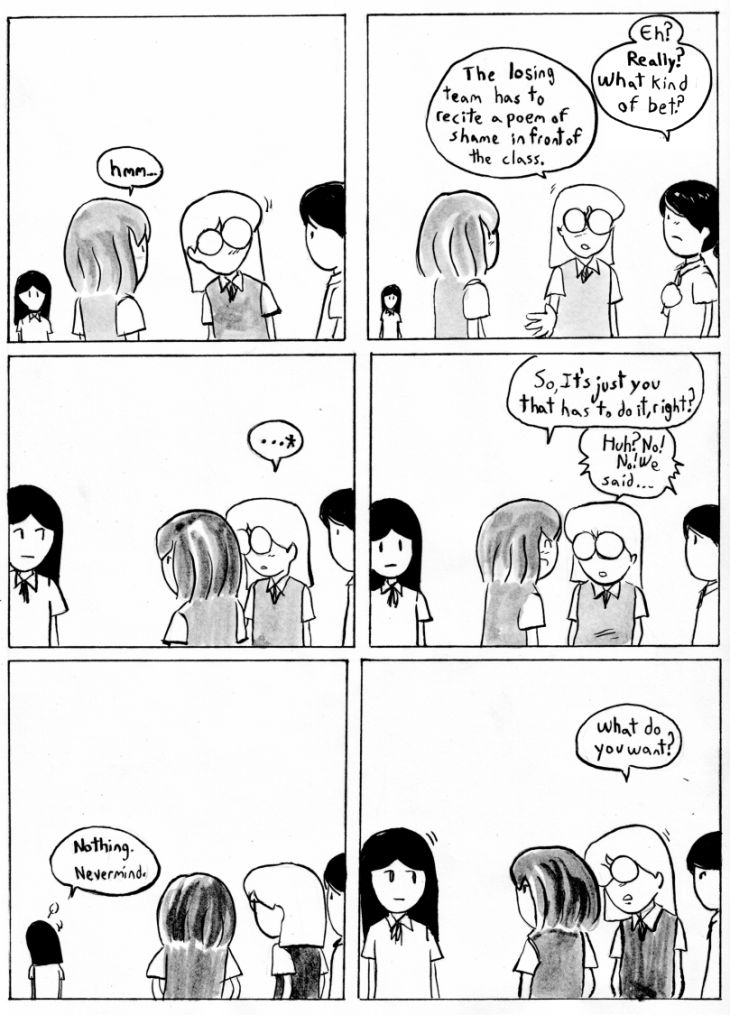 Eh?
Really?
What kind
of bet?
The losing
team has to
recite a poem of
shame in front of
the class.
hmm...
So, It's just you
that has to do it, right?
Huh? No!
No! We
said...
...*
What do
you want?
Nothing.
Nevermind.